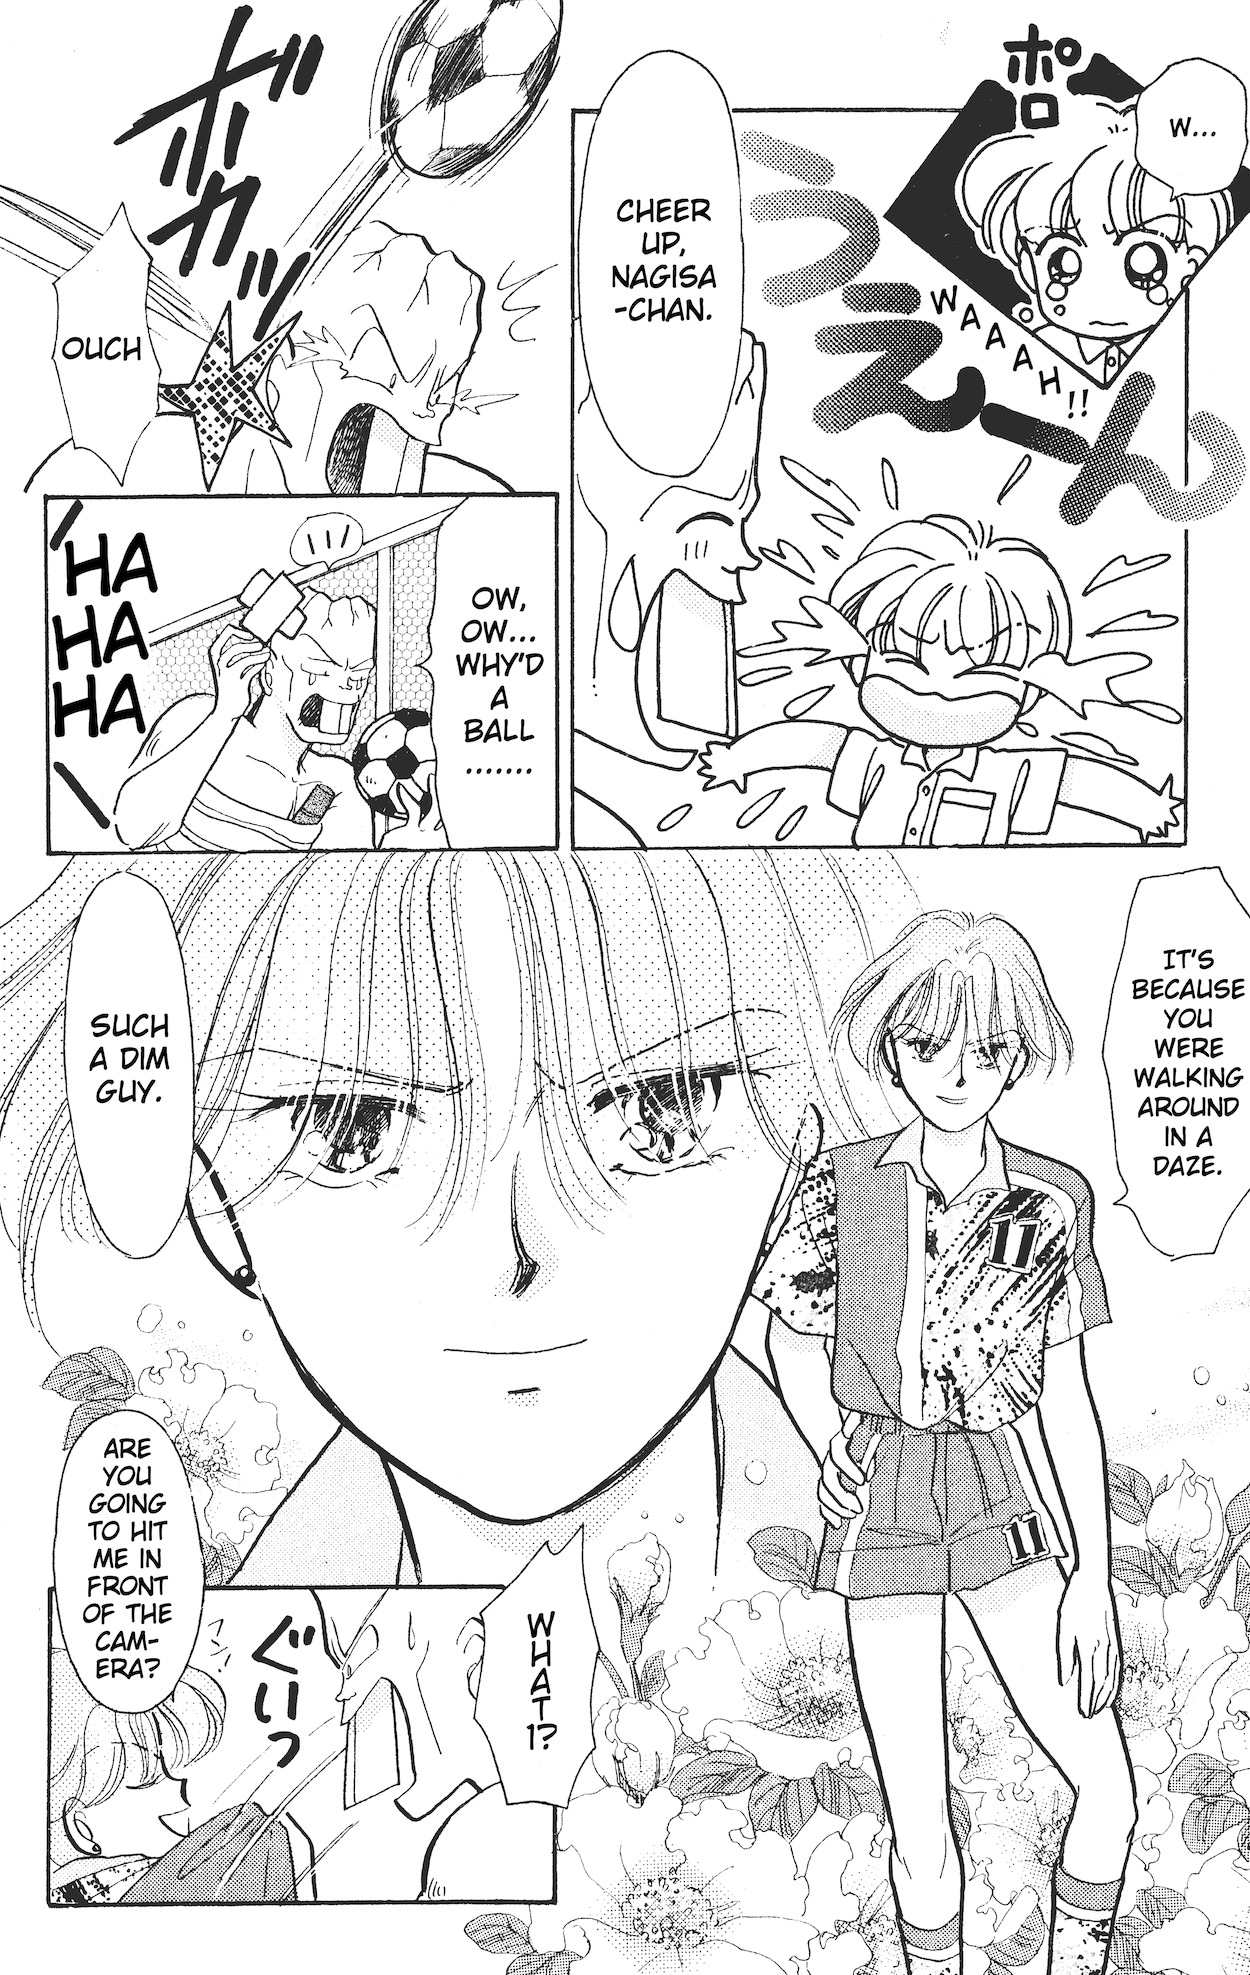 ポロ
W...
WAAAH!!
うえーん
CHEER
UP,
NAGISA
-CHAN.
ボカッ
OUCH
OW,
OW...
WHY'D
A
BALL
.......
HA
HA
HA
IT'S
BECAUSE
YOU
WERE
WALKING
AROUND
IN A
DAZE.
11
11
SUCH
A DIM
GUY.
WHAT
!?
ぐいっ
ARE
YOU
GOING
TO HIT
ME IN
FRONT
OF THE
CAM-
ERA?